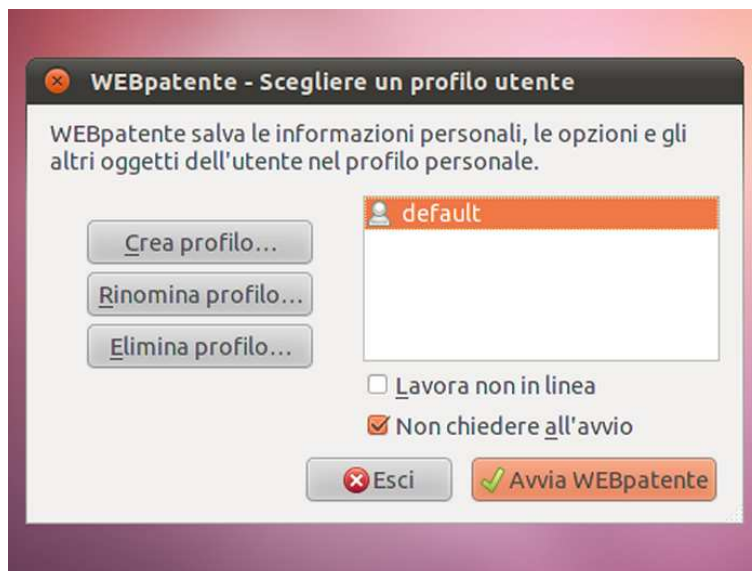 WEBpatente - Scegliere un profilo utente
WEBpatente salva le informazioni personali, le opzioni e gli
altri oggetti dell'utente nel profilo personale.
Crea profilo...
Rinomina profilo...
Elimina profilo...
default
Lavora non in linea
Non chiedere all'avvio
Esci
Avvia WEBpatente